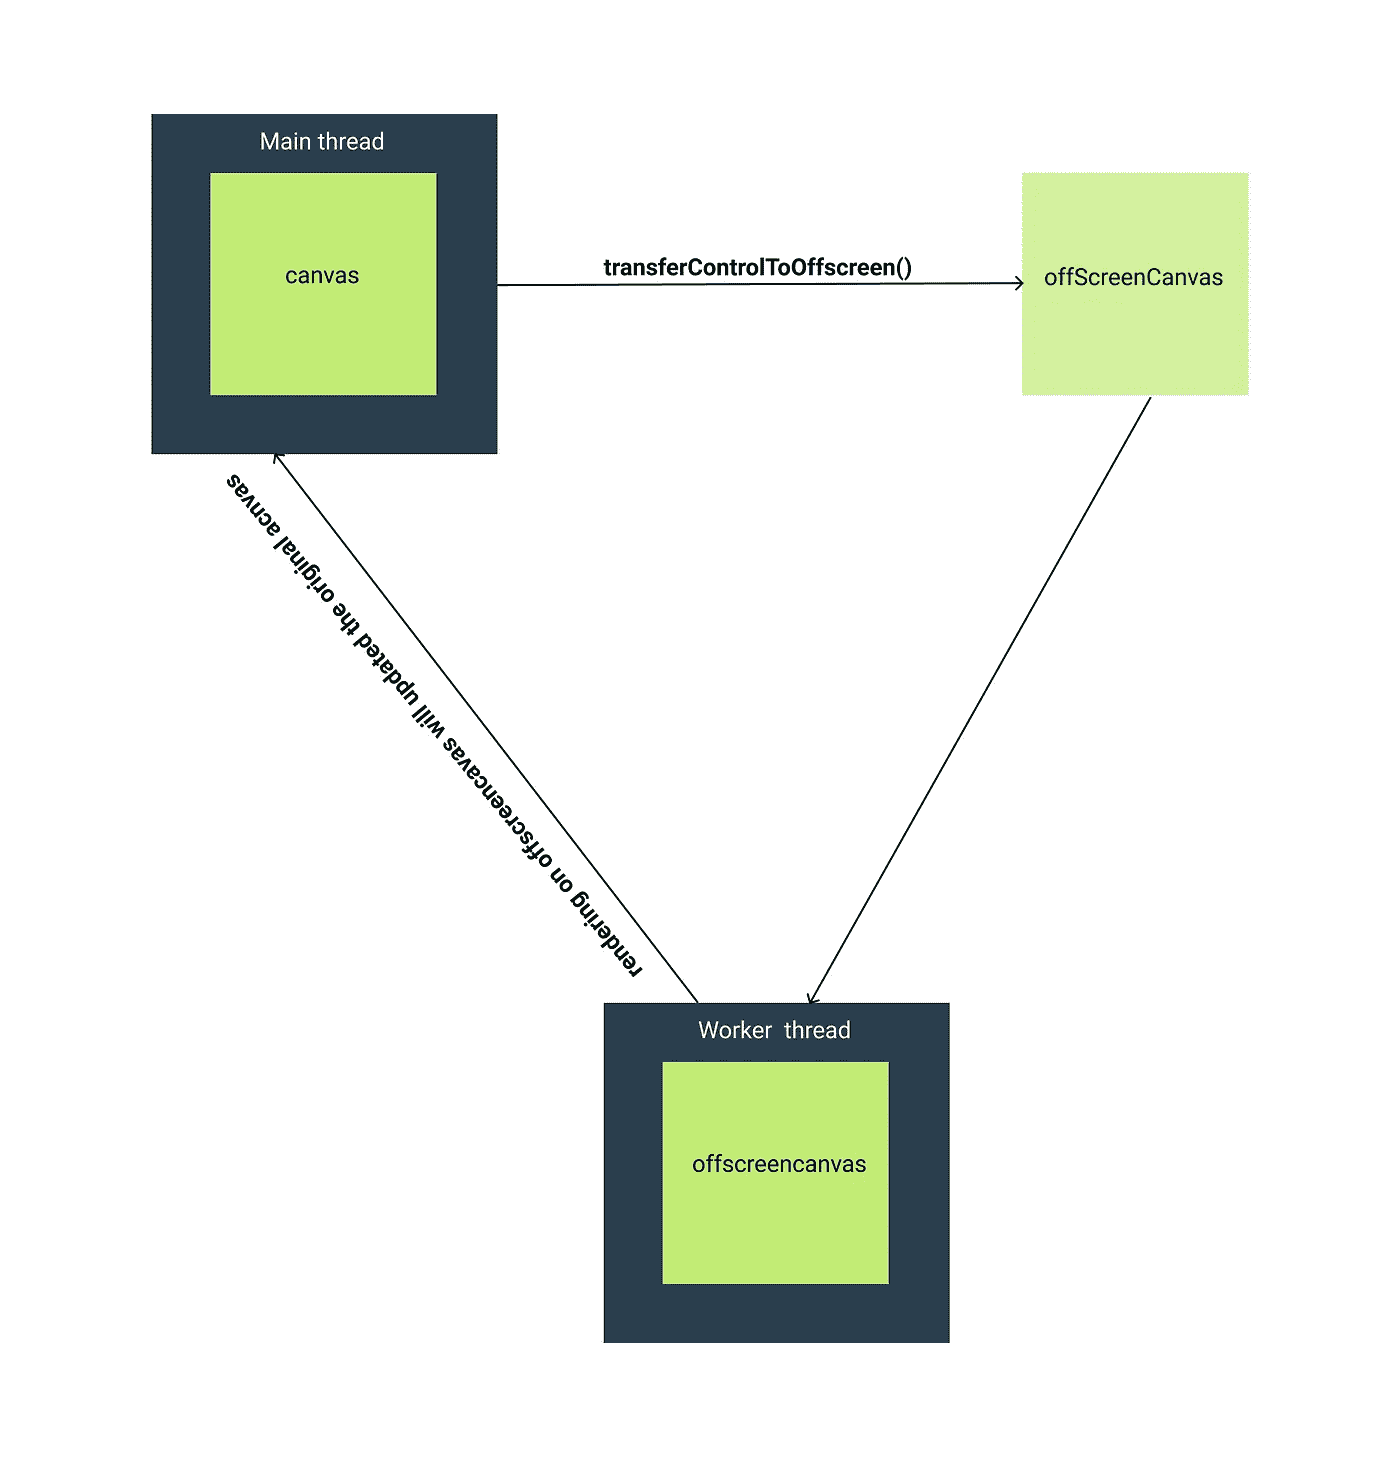 Main thread
canvas
transferControlToOffscreen()
offScreenCanvas
rendering on offscreencavas will updated the original acnvas
Worker thread
offscreencanvas